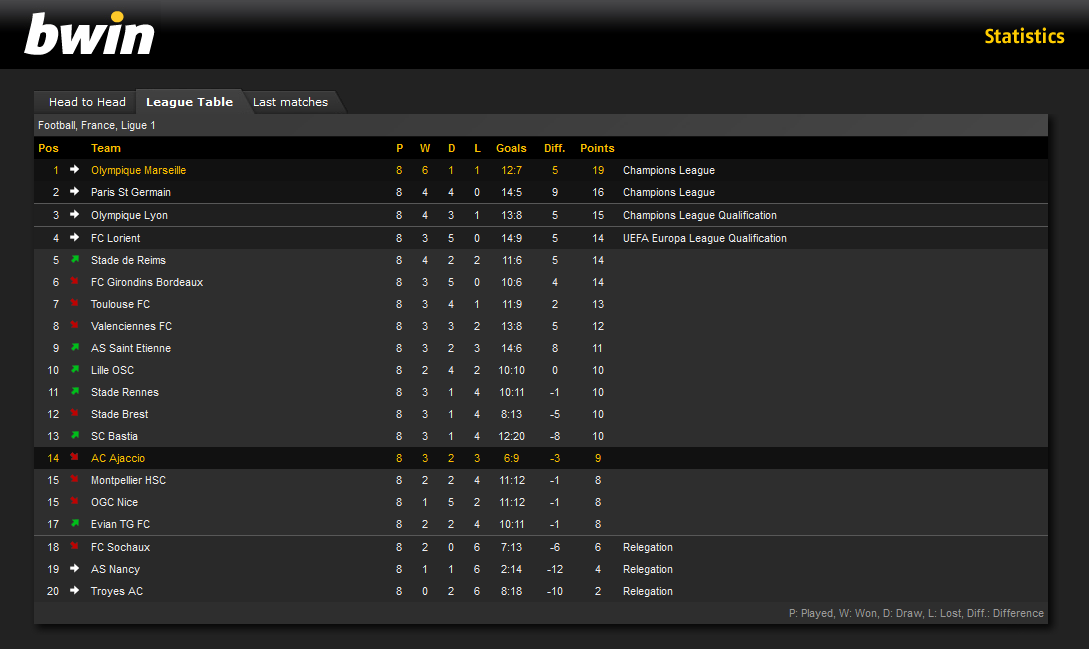 bwin
Statistics
Head to Head League Table Last matches
Football, France, Ligue 1
Pos Team P W D L Goals Diff. Points
1 Olympique Marseille 8 6 1 1 12:7 5 19 Champions League
2 Paris St Germain 8 4 4 0 14:5 9 16 Champions League
3 Olympique Lyon 8 4 3 1 13:8 5 15 Champions League Qualification
4 FC Lorient 8 3 5 0 14:9 5 14 UEFA Europa League Qualification
5 Stade de Reims 8 4 2 2 11:6 5 14
6 FC Girondins Bordeaux 8 3 5 0 10:6 4 14
7 Toulouse FC 8 3 4 1 11:9 2 13
8 Valenciennes FC 8 3 3 2 13:8 5 12
9 AS Saint Etienne 8 3 2 3 14:6 8 11
10 Lille OSC 8 2 4 2 10:10 0 10
11 Stade Rennes 8 3 1 4 10:11 -1 10
12 Stade Brest 8 3 1 4 8:13 -5 10
13 SC Bastia 8 3 1 4 12:20 -8 10
14 AC Ajaccio 8 3 2 3 6:9 -3 9
15 Montpellier HSC 8 2 2 4 11:12 -1 8
15 OGC Nice 8 1 5 2 11:12 -1 8
17 Evian TG FC 8 2 2 4 10:11 -1 8
18 FC Sochaux 8 2 0 6 7:13 -6 6 Relegation
19 AS Nancy 8 1 1 6 2:14 -12 4 Relegation
20 Troyes AC 8 0 2 6 8:18 -10 2 Relegation
P: Played, W: Won, D: Draw, L: Lost, Diff.: Difference